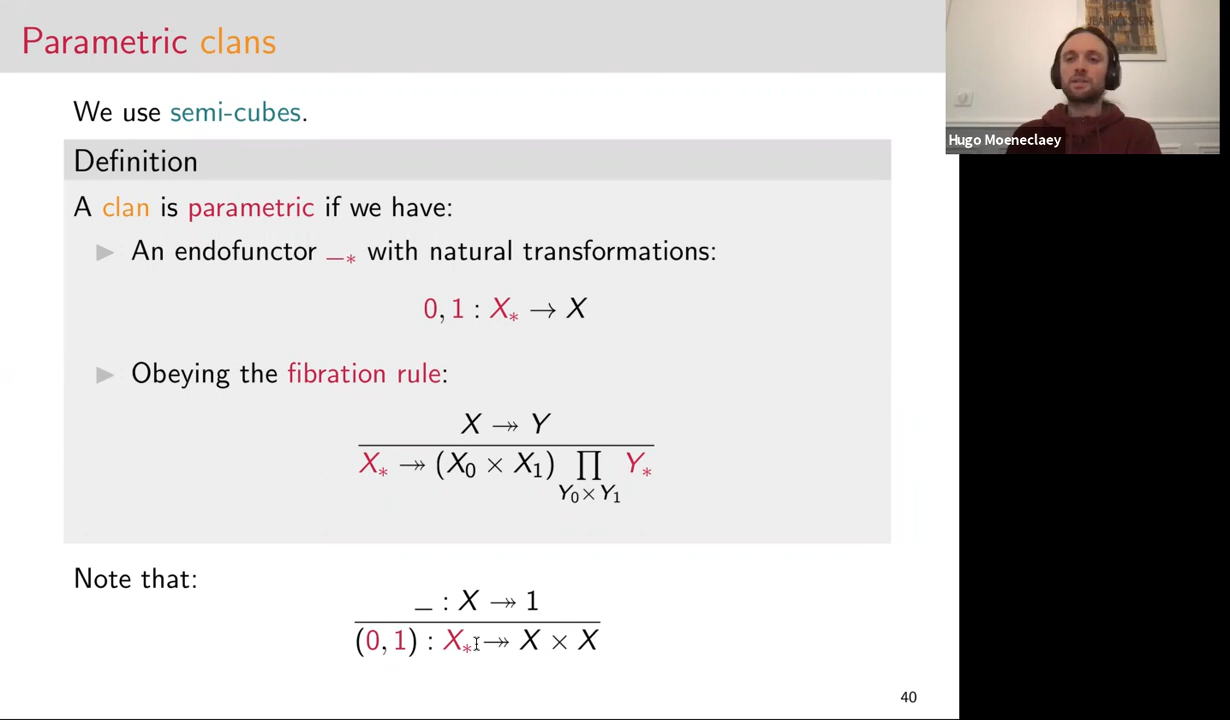 Parametric clans
We use semi-cubes.
Definition
A clan is parametric if we have:
▶ An endofunctor _* with natural transformations:
0, 1 : X* → X
▶ Obeying the fibration rule:
X ↠ Y
X* ↠ (X₀ × X₁) ∏ Y*
Y₀×Y₁
Note that:
_ : X ↠ 1
(0, 1) : X* ↠ X × X
40
Hugo Moeneclaey